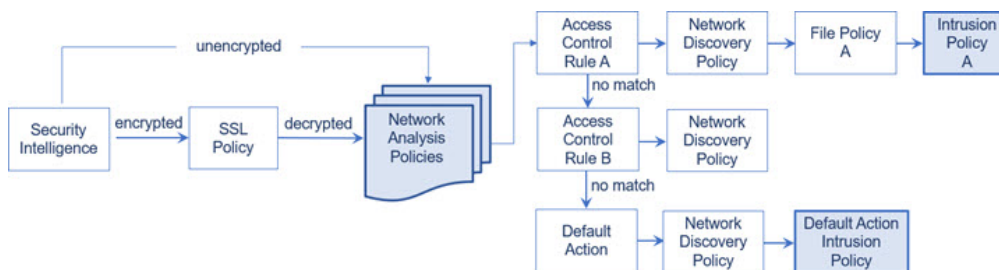 unencrypted
Security
Intelligence
encrypted
SSL
Policy
decrypted
Network
Analysis
Policies
Access
Control
Rule A
Network
Discovery
Policy
File Policy
A
Intrusion
Policy
A
no match
Access
Control
Rule B
Network
Discovery
Policy
no match
Default
Action
Network
Discovery
Policy
Default Action
Intrusion
Policy